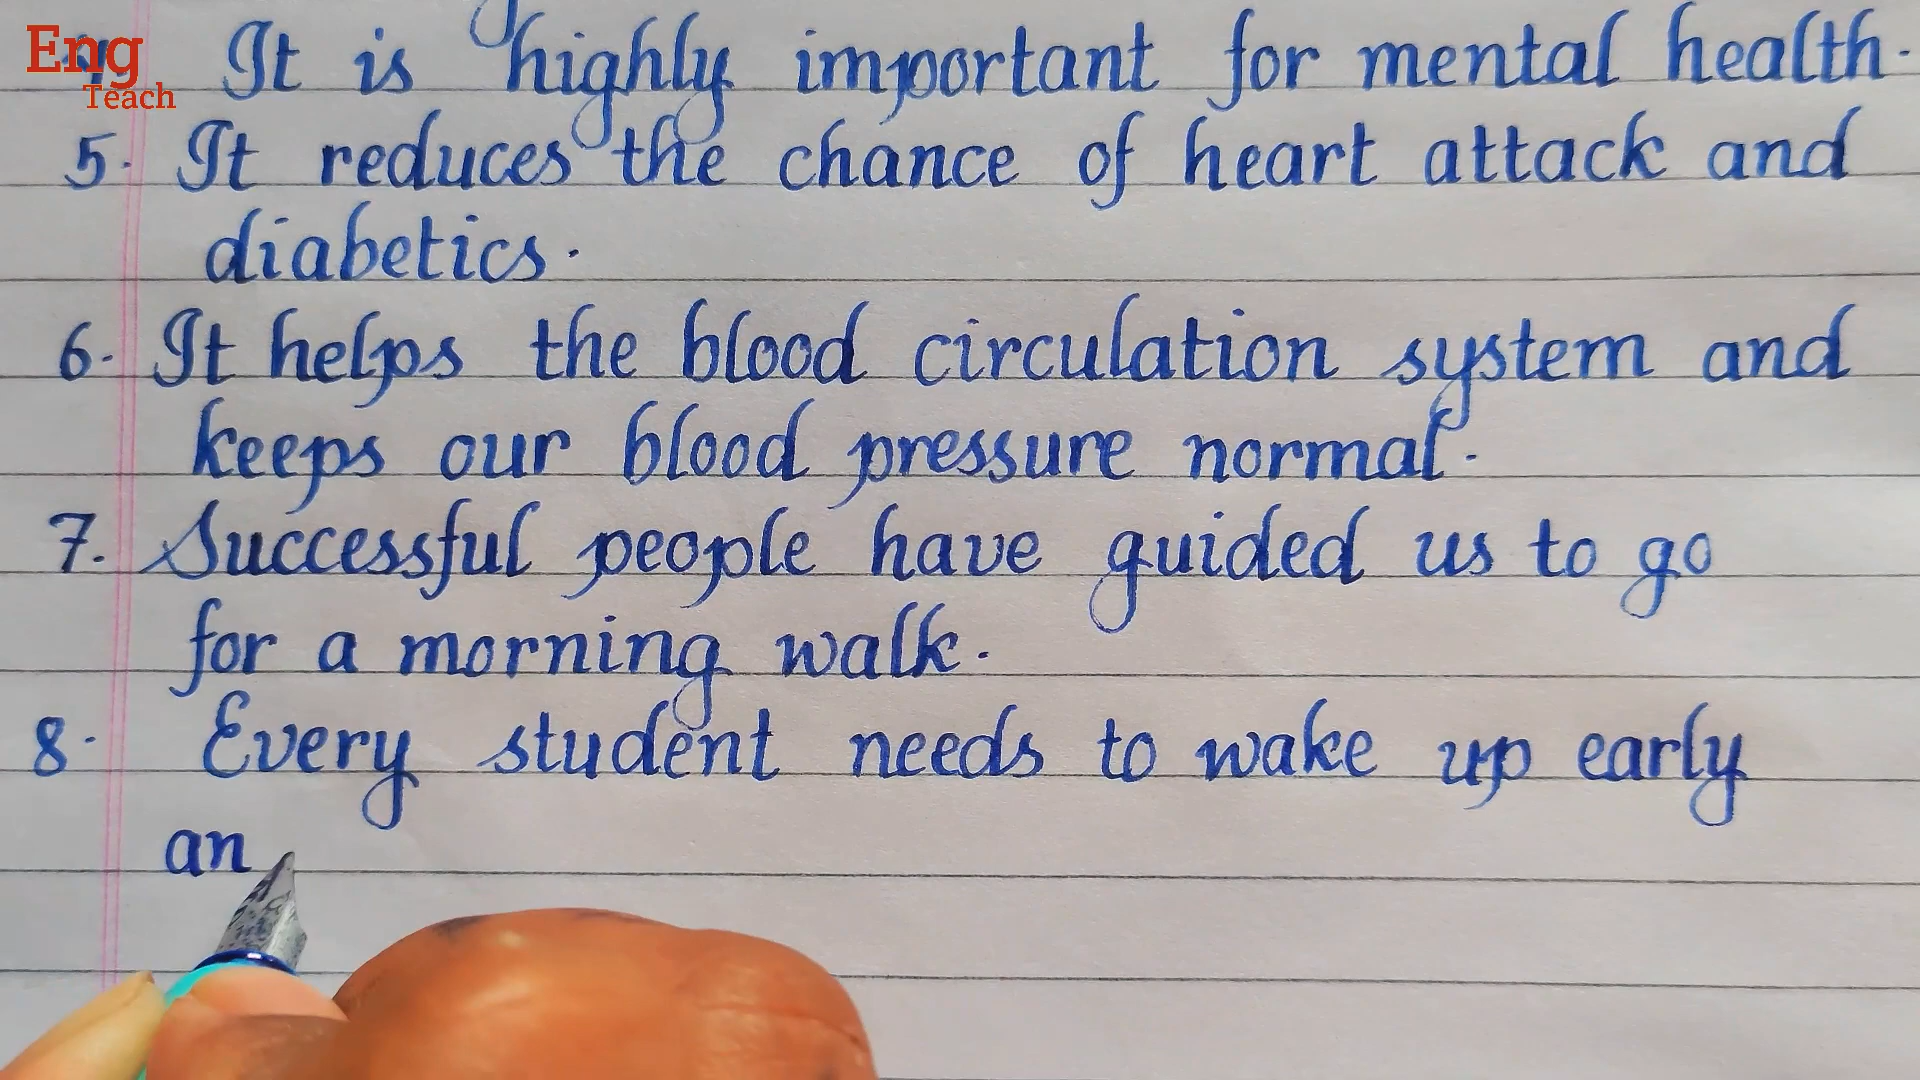 Eng
Teach
4. It is highly important for mental health.
5. It reduces the chance of heart attack and
diabetics.
6. It helps the blood circulation system and
keeps our blood pressure normal.
7. Successful people have guided us to go
for a morning walk.
8. Every student needs to wake up early
an